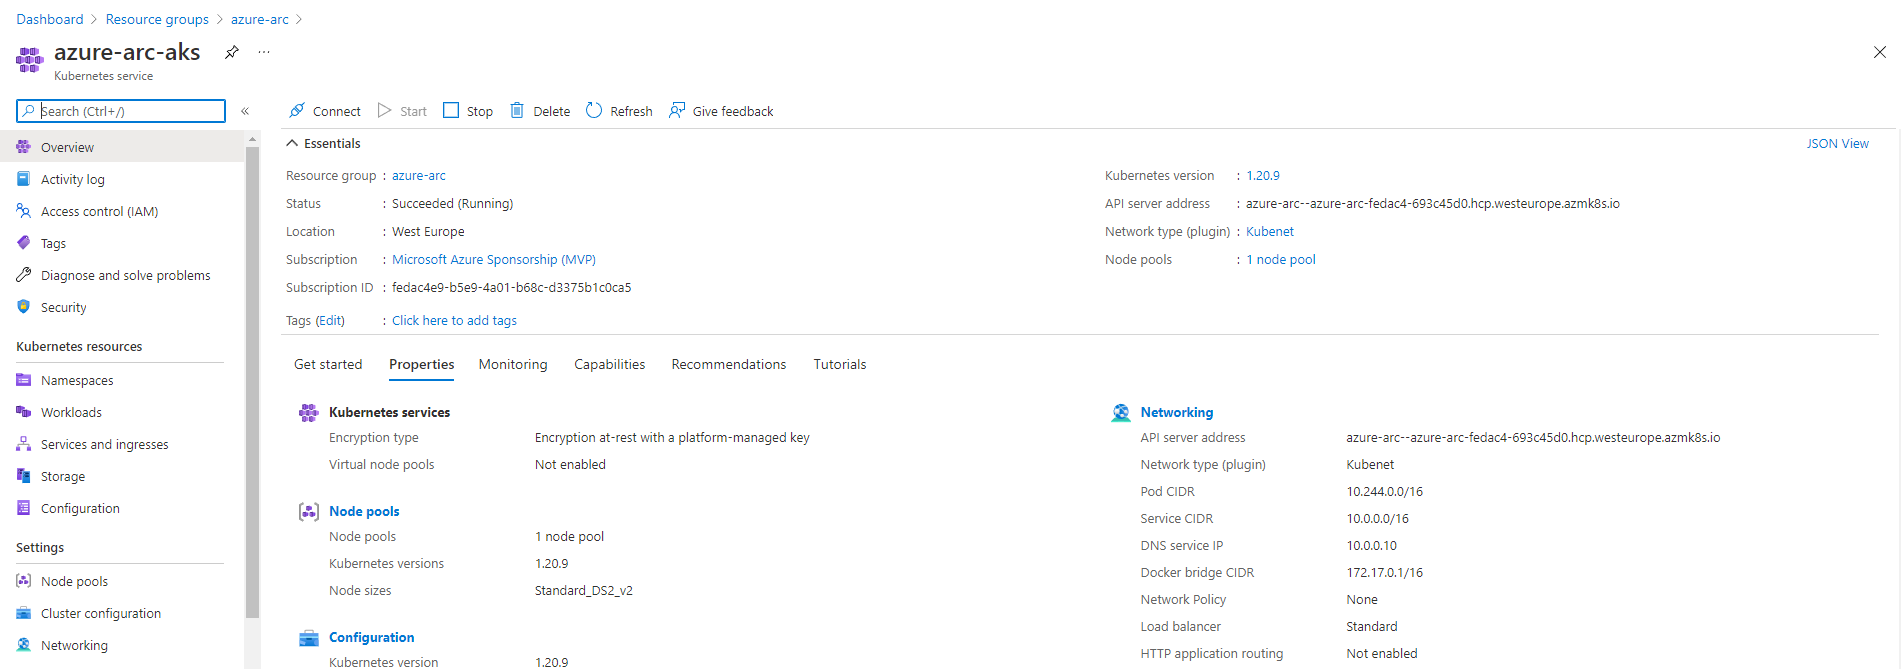 Dashboard > Resource groups > azure-arc >
azure-arc-aks
Kubernetes service
Search (Ctrl+/)
«
Overview
Activity log
Access control (IAM)
Tags
Diagnose and solve problems
Security
Kubernetes resources
Namespaces
Workloads
Services and ingresses
Storage
Configuration
Settings
Node pools
Cluster configuration
Networking
Connect Start Stop Delete Refresh Give feedback
Essentials
JSON View
Resource group : azure-arc
Status : Succeeded (Running)
Location : West Europe
Subscription : Microsoft Azure Sponsorship (MVP)
Subscription ID : fedac4e9-b5e9-4a01-b68c-d3375b1c0ca5
Tags (Edit) : Click here to add tags
Kubernetes version : 1.20.9
API server address : azure-arc--azure-arc-fedac4-693c45d0.hcp.westeurope.azmk8s.io
Network type (plugin) : Kubenet
Node pools : 1 node pool
Get started Properties Monitoring Capabilities Recommendations Tutorials
Kubernetes services
Encryption type Encryption at-rest with a platform-managed key
Virtual node pools Not enabled
Node pools
Node pools 1 node pool
Kubernetes versions 1.20.9
Node sizes Standard_DS2_v2
Configuration
Kubernetes version 1.20.9
Networking
API server address azure-arc--azure-arc-fedac4-693c45d0.hcp.westeurope.azmk8s.io
Network type (plugin) Kubenet
Pod CIDR 10.244.0.0/16
Service CIDR 10.0.0.0/16
DNS service IP 10.0.0.10
Docker bridge CIDR 172.17.0.1/16
Network Policy None
Load balancer Standard
HTTP application routing Not enabled